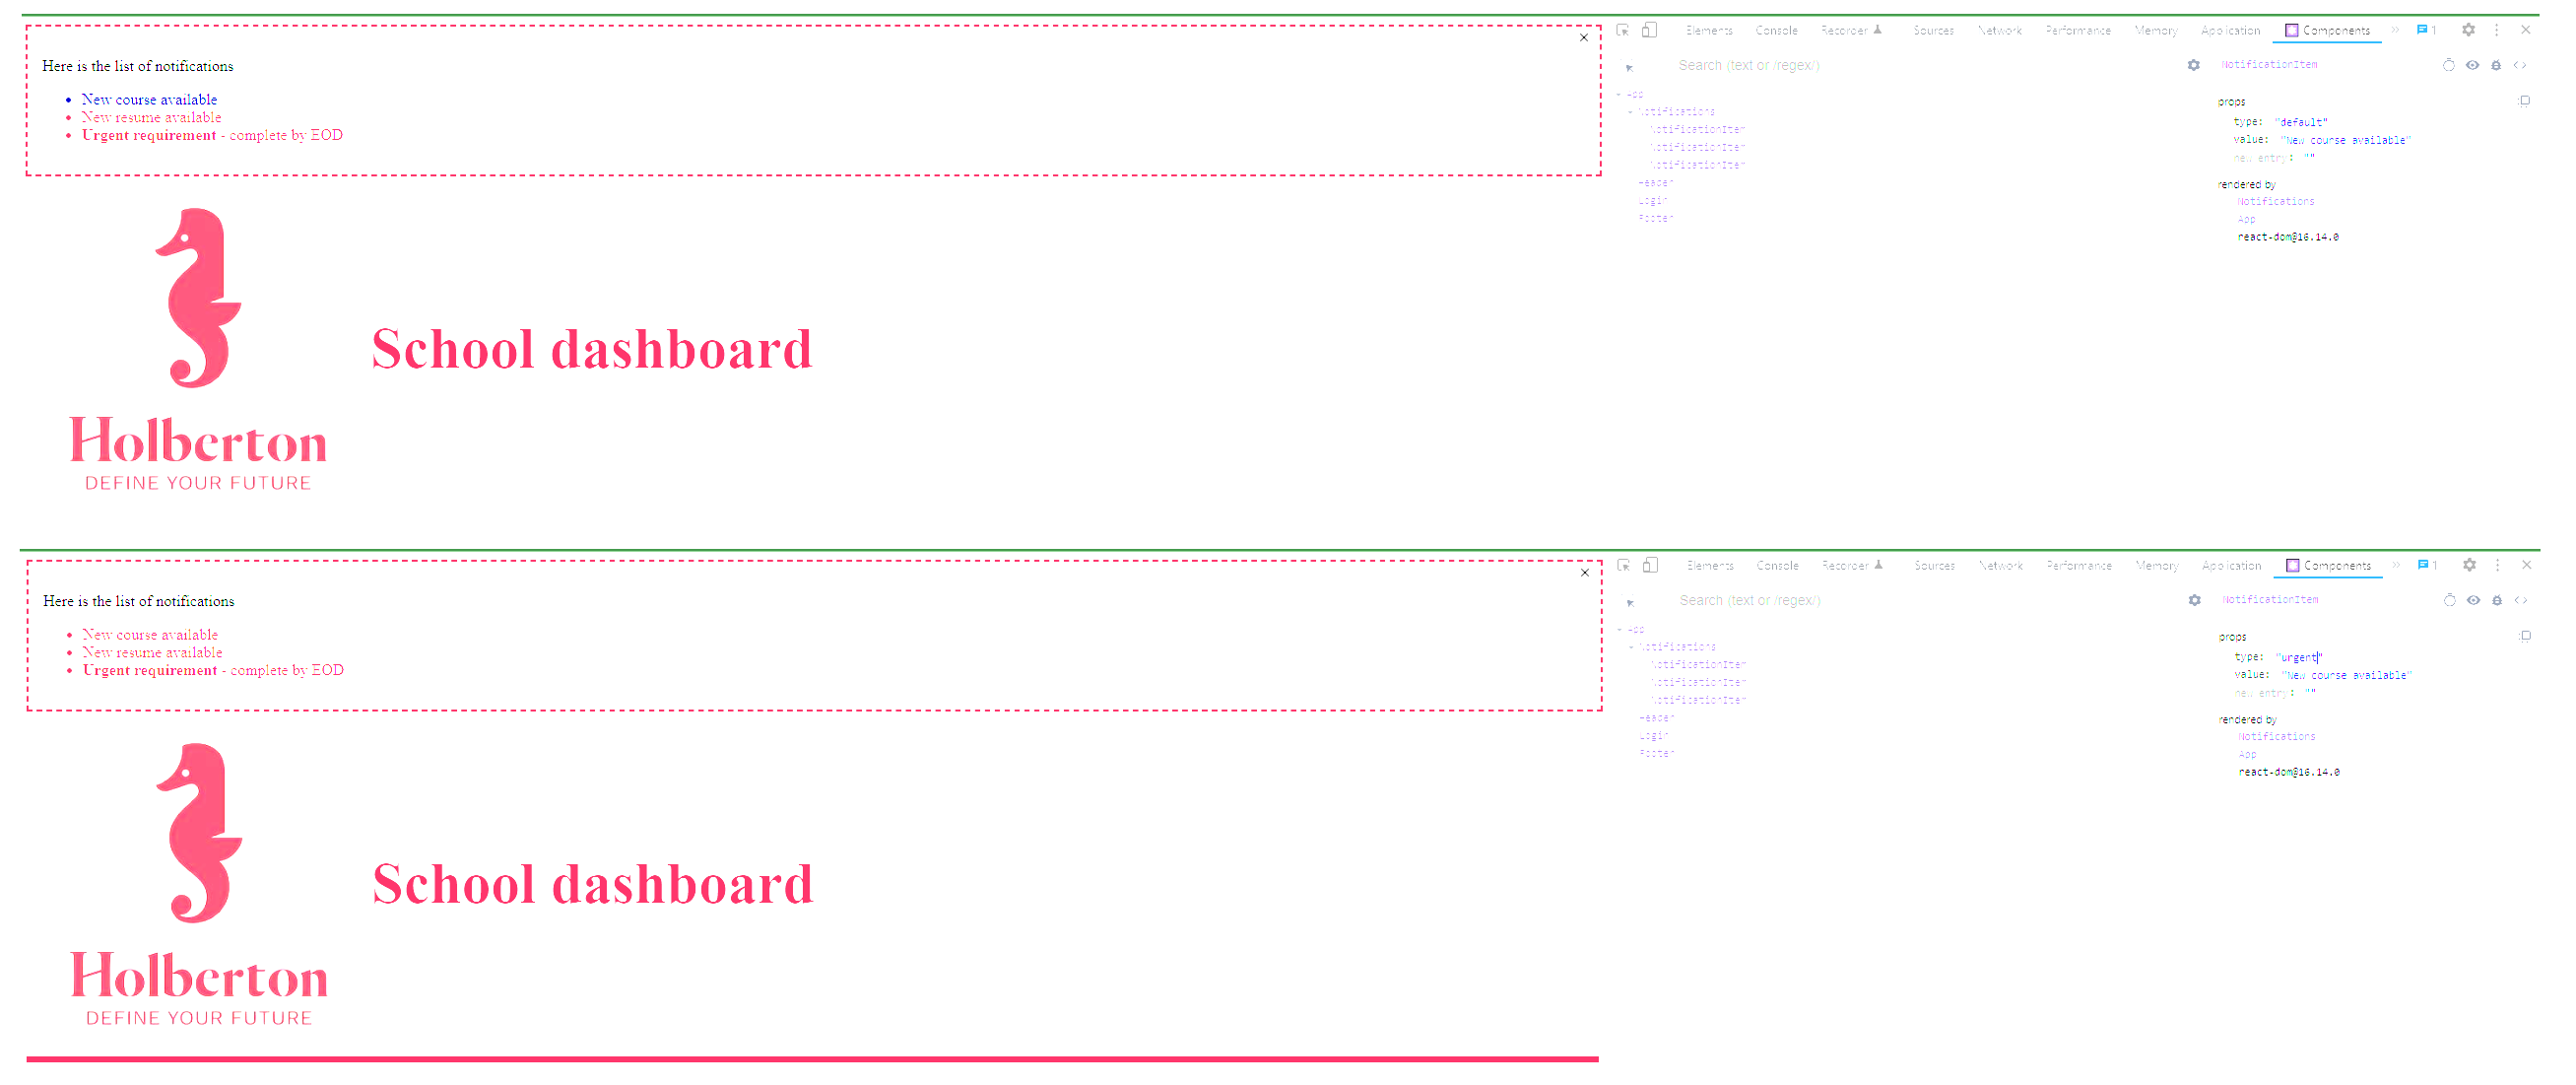 Elements Console Recorder Sources Network Performance Memory Application Components » 1
Here is the list of notifications
Search (text or /regex/)
NotificationItem
New course available
New resume available
Urgent requirement - complete by EOD
App
Notifications
NotificationItem
NotificationItem
NotificationItem
Header
Login
Footer
props
type: "default"
value: "New course available"
new entry: ""
rendered by
Notifications
App
react-dom@16.14.0
School dashboard
Holberton
DEFINE YOUR FUTURE
Elements Console Recorder Sources Network Performance Memory Application Components » 1
Here is the list of notifications
Search (text or /regex/)
NotificationItem
New course available
New resume available
Urgent requirement - complete by EOD
App
Notifications
NotificationItem
NotificationItem
NotificationItem
Header
Login
Footer
props
type: "urgent"
value: "New course available"
new entry: ""
rendered by
Notifications
App
react-dom@16.14.0
School dashboard
Holberton
DEFINE YOUR FUTURE